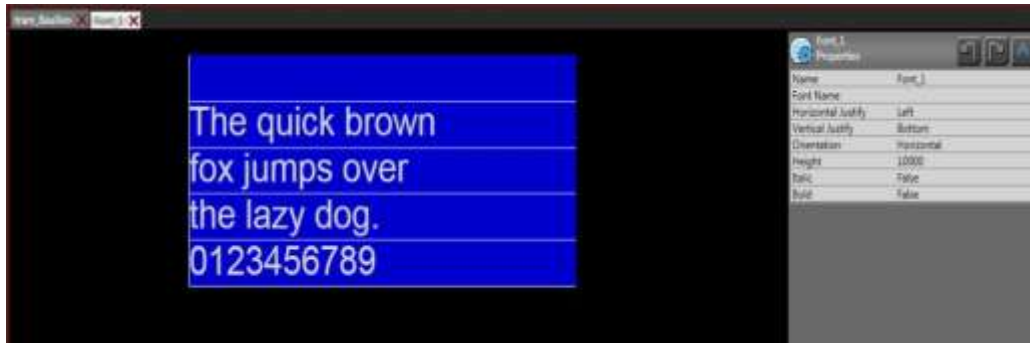 Font_1
The quick brown
fox jumps over
the lazy dog.
0123456789
Font_1
Properties
Name Font_1
Font Name
Horizontal Justify Left
Vertical Justify Bottom
Orientation Horizontal
Height 10000
Italic False
Bold False